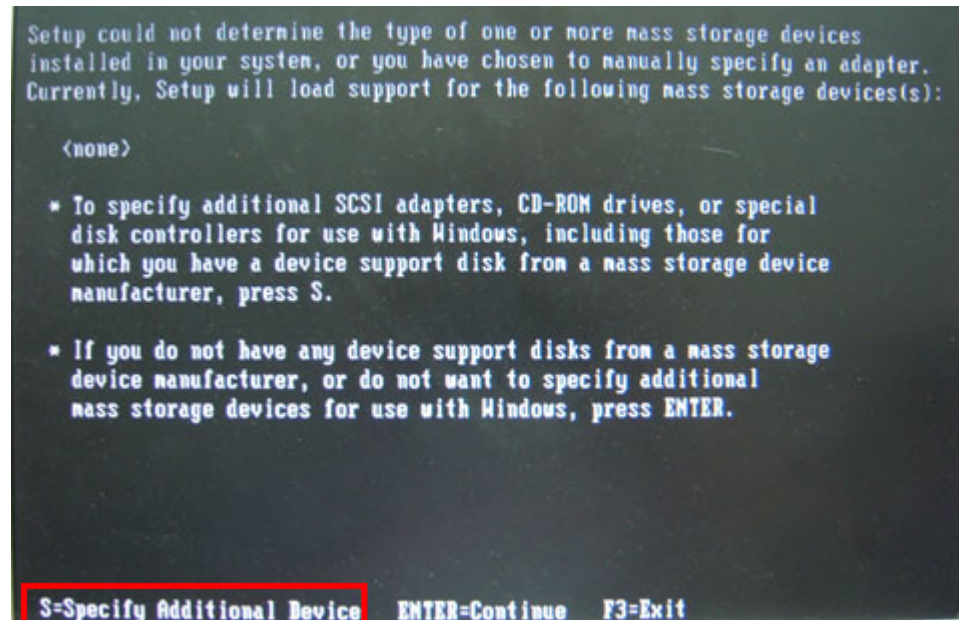 Setup could not determine the type of one or more mass storage devices
installed in your system, or you have chosen to manually specify an adapter.
Currently, Setup will load support for the following mass storage devices(s):
<none>
* To specify additional SCSI adapters, CD-ROM drives, or special
disk controllers for use with Windows, including those for
which you have a device support disk from a mass storage device
manufacturer, press S.
* If you do not have any device support disks from a mass storage
device manufacturer, or do not want to specify additional
mass storage devices for use with Windows, press ENTER.
S=Specify Additional Device ENTER=Continue F3=Exit